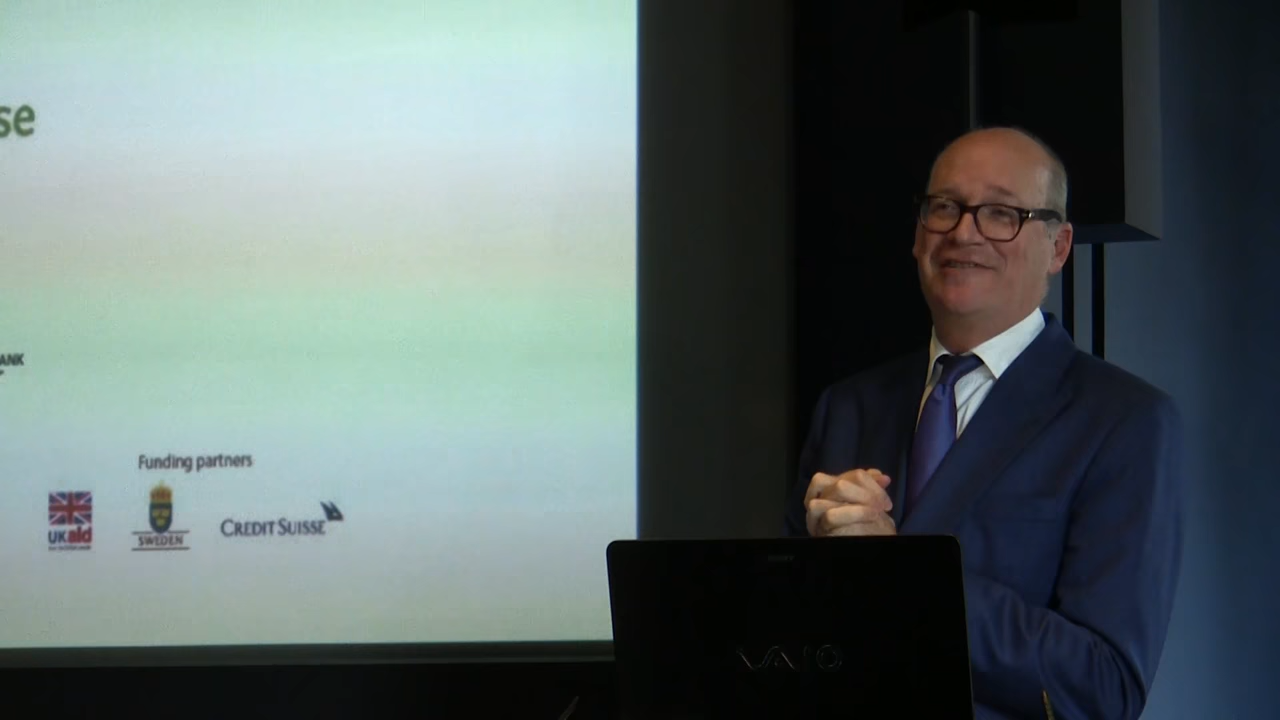 se
ANK
Funding partners
UKaid
SWEDEN
CREDIT SUISSE
VAIO